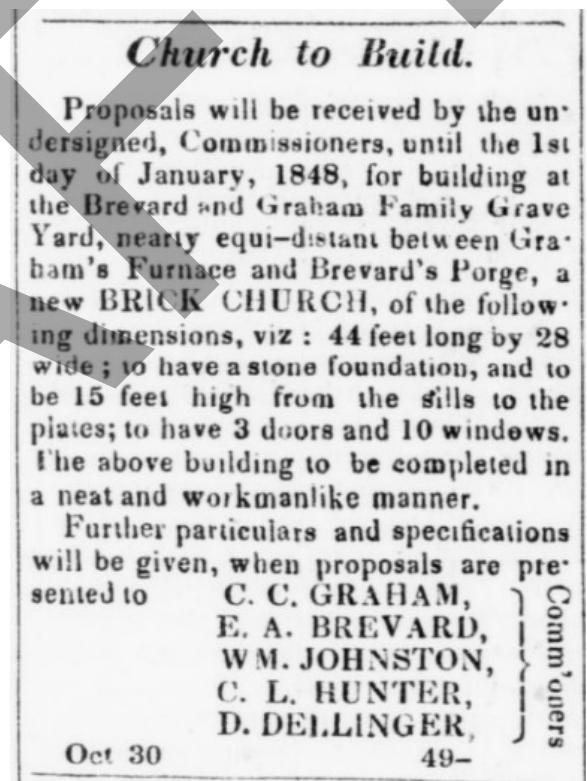 Church to Build.
Proposals will be received by the un-
dersigned, Commissioners, until the 1st
day of January, 1848, for building at
the Brevard and Graham Family Grave
Yard, nearly equi-distant between Gra-
ham's Furnace and Brevard's Porge, a
new BRICK CHURCH, of the follow-
ing dimensions, viz : 44 feet long by 28
wide ; to have a stone foundation, and to
be 15 feet high from the sills to the
plates; to have 3 doors and 10 windows.
The above building to be completed in
a neat and workmanlike manner.
Further particulars and specifications
will be given, when proposals are pre-
sented to C. C. GRAHAM,
E. A. BREVARD,
WM. JOHNSTON,
C. L. HUNTER,
D. DELLINGER,
Comm'oners
Oct 30 49-